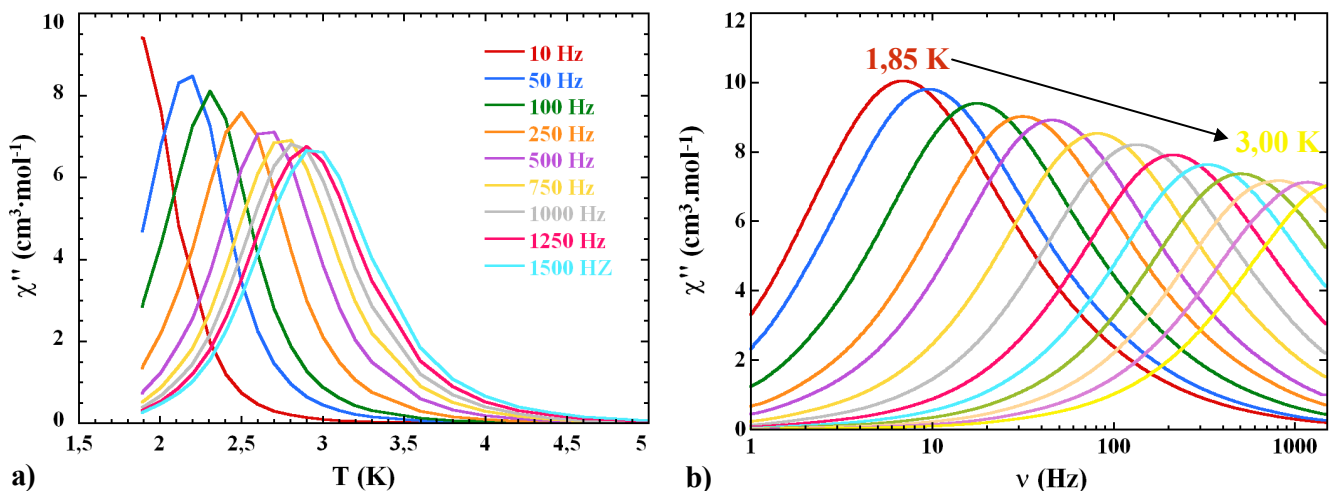 10
8
6
4
2
0
χ'' (cm³·mol⁻¹)
10 Hz
50 Hz
100 Hz
250 Hz
500 Hz
750 Hz
1000 Hz
1250 Hz
1500 HZ
1,5
2
2,5
3
3,5
4
4,5
5
T (K)
a)
12
10
8
6
4
2
0
χ'' (cm³.mol⁻¹)
1,85 K
3,00 K
1
10
100
1000
ν (Hz)
b)